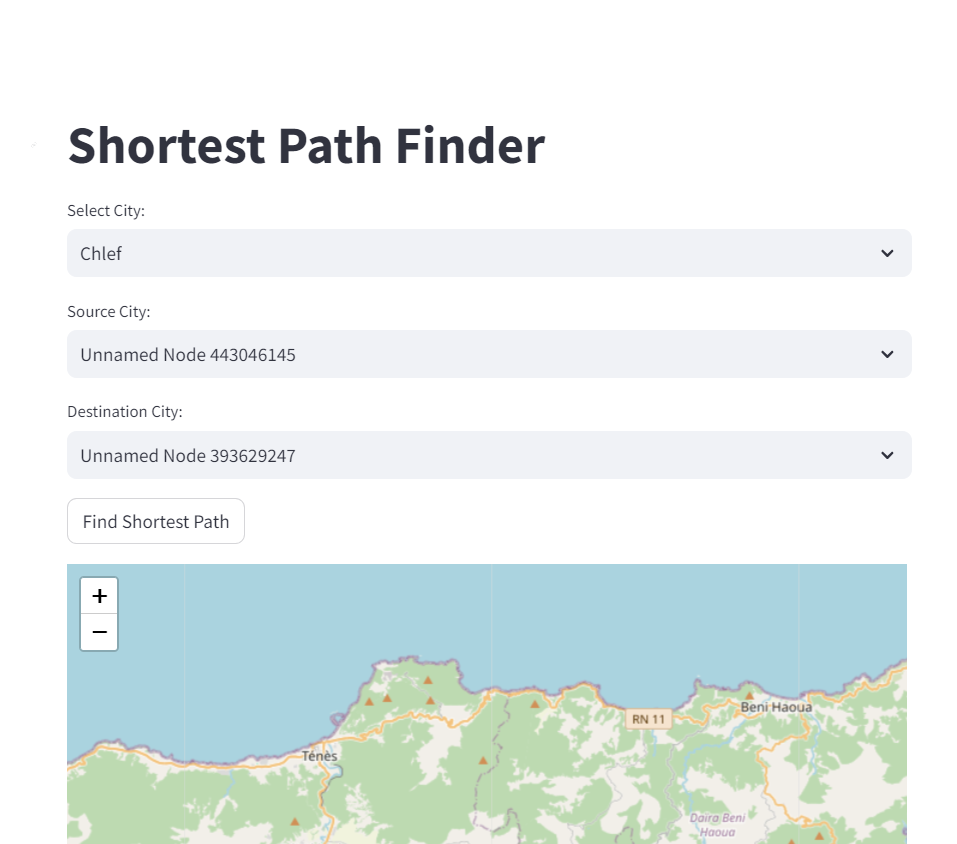 Shortest Path Finder
Select City:
Chlef
Source City:
Unnamed Node 443046145
Destination City:
Unnamed Node 393629247
Find Shortest Path
+
−
RN 11
Beni Haoua
Ténès
Daïra Beni
Haoua